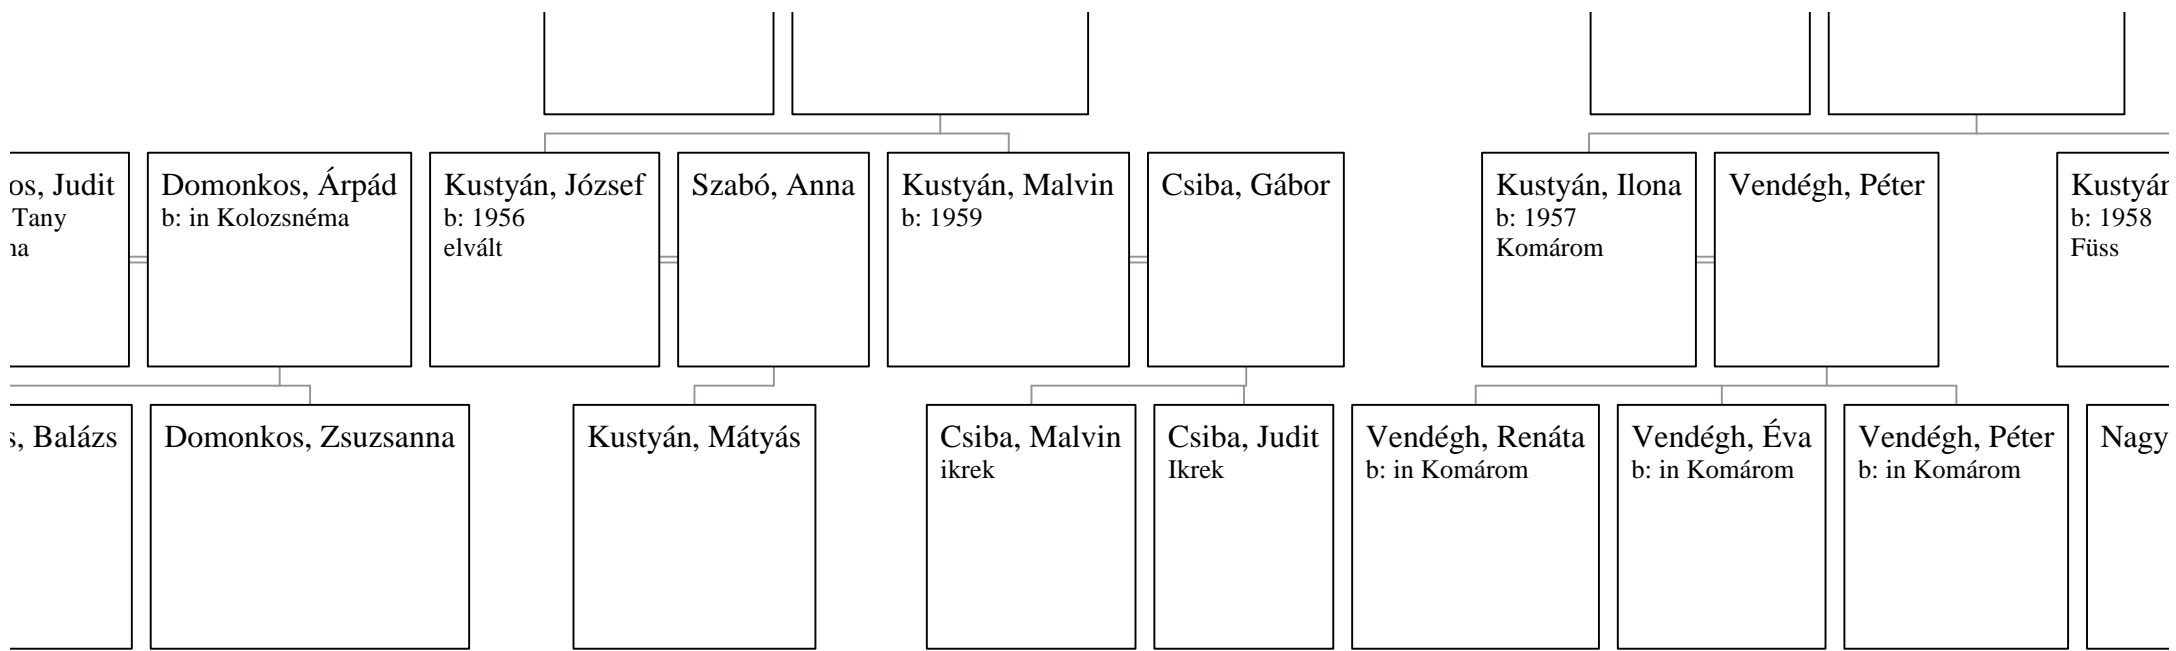 os, Judit
Tany
na
Domonkos, Árpád
b: in Kolozsnéma
Kustyán, József
b: 1956
elvált
Szabó, Anna
Kustyán, Malvin
b: 1959
Csiba, Gábor
Kustyán, Ilona
b: 1957
Komárom
Vendégh, Péter
Kustyán
b: 1958
Füss
s, Balázs
Domonkos, Zsuzsanna
Kustyán, Mátyás
Csiba, Malvin
ikrek
Csiba, Judit
Ikrek
Vendégh, Renáta
b: in Komárom
Vendégh, Éva
b: in Komárom
Vendégh, Péter
b: in Komárom
Nagy